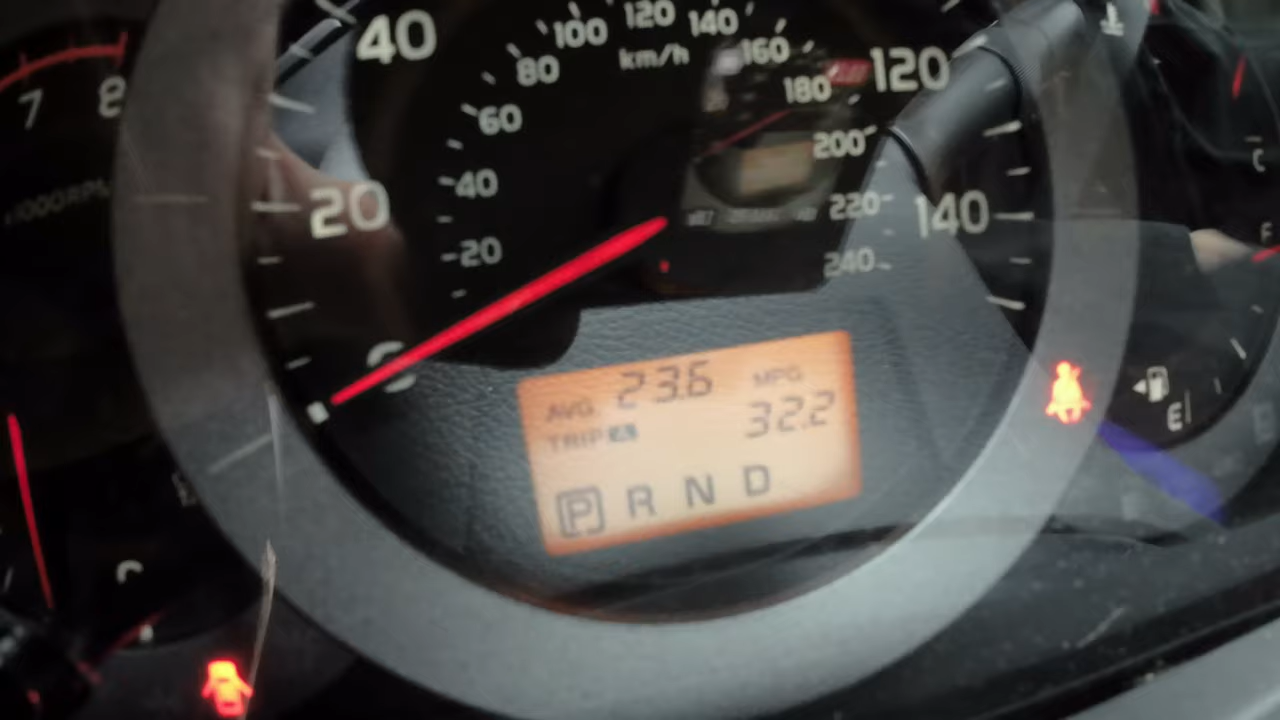 7 8
40
100 120 140
km/h
80 160
60 180 120
40 200
20 220 140
20 240
0
AVG. 23.6 MPG
TRIP A 32.2
P R N D
E
C
F